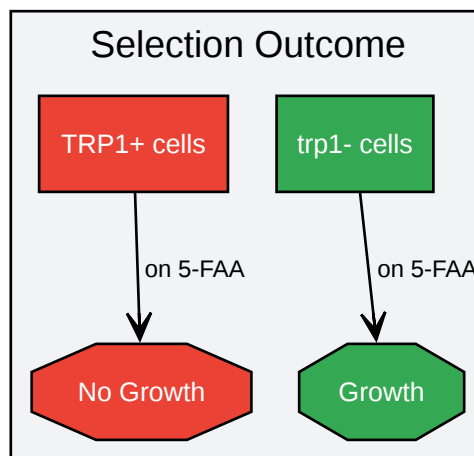 Selection Outcome
TRP1+ cells
trp1- cells
on 5-FAA
on 5-FAA
No Growth
Growth